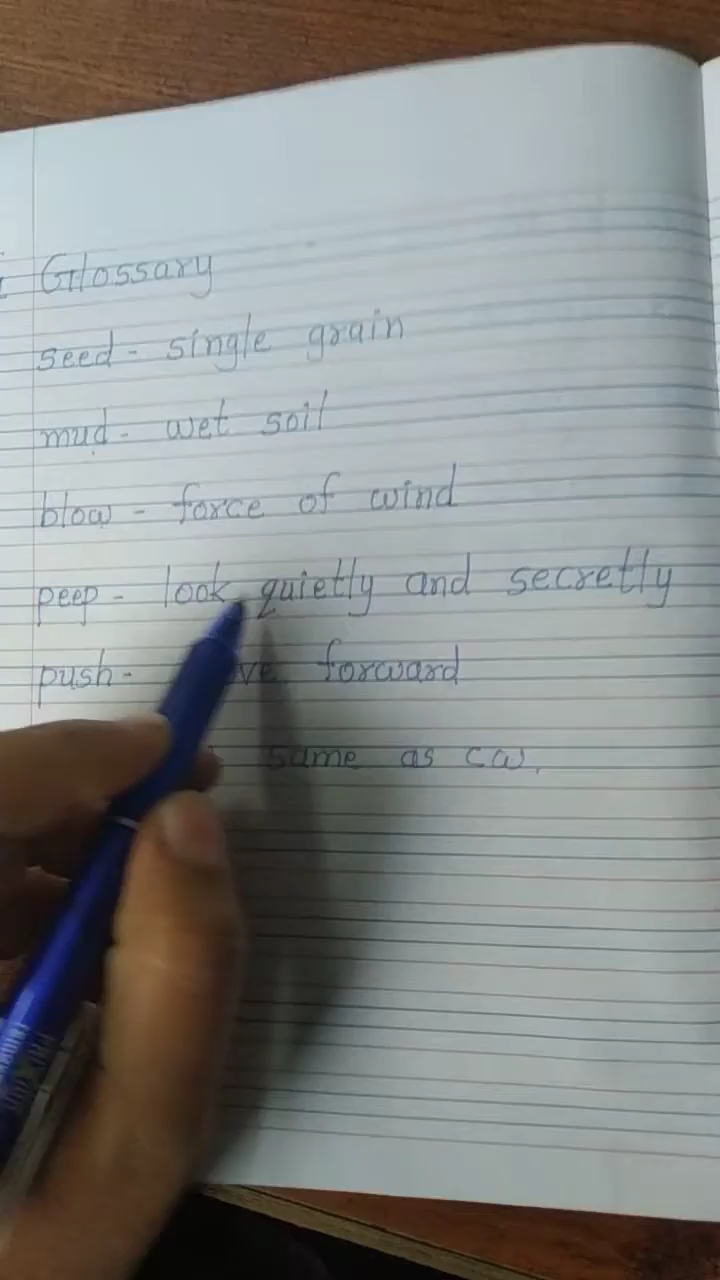 Glossary
seed - single grain
mud - wet soil
blow - force of wind
peep - look quietly and secretly
push - forward
same as cw.